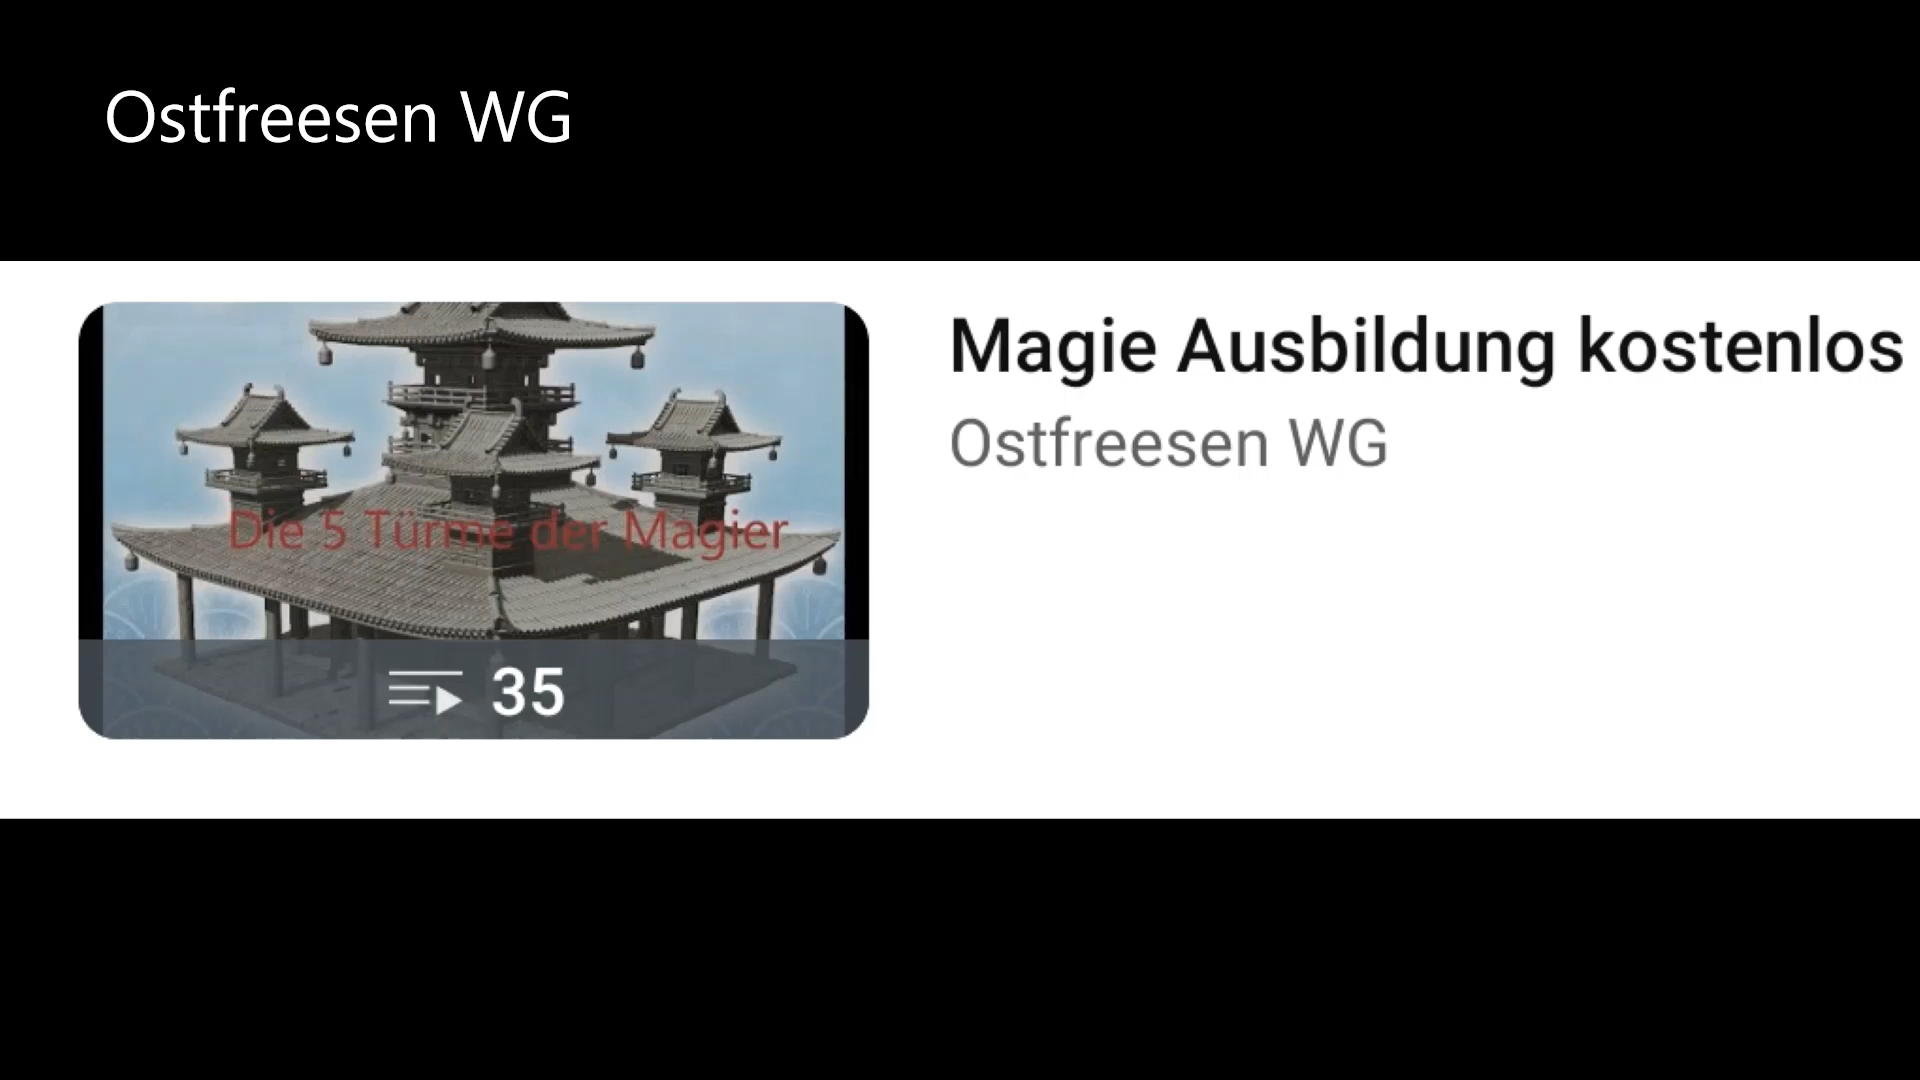 Ostfreesen WG
Magie Ausbildung kostenlos
Ostfreesen WG
Die 5 Türme der Magier
35